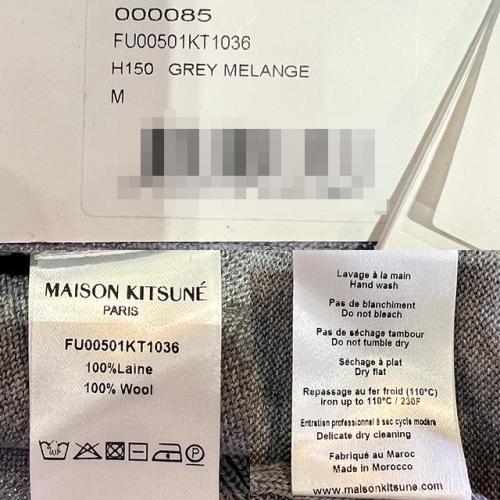 000085
FU00501KT1036
H150 GREY MELANGE
M
MAISON KITSUNÉ
PARIS
FU00501KT1036
100%Laine
100% Wool
P
Lavage à la main
Hand wash
Pas de blanchiment
Do not bleach
Pas de séchage tambour
Do not tumble dry
Séchage à plat
Dry flat
Repassage au fer froid (110°C)
iron up to 110°C / 230F
Entretien professionnel à sec cycle modéré
Delicate dry cleaning
Fabriqué au Maroc
Made in Morocco
www.maisonkitsune.com